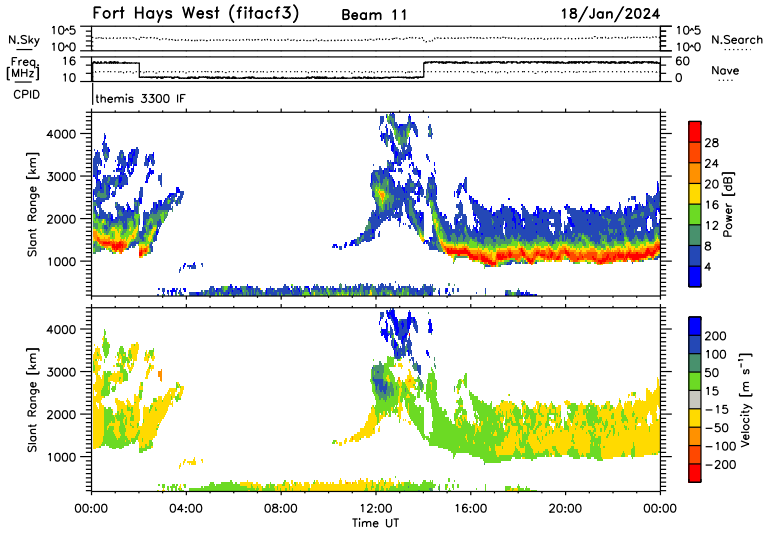 Fort Hays West (fitacf3) Beam 11 18/Jan/2024
N.Sky 10^5 10^0 10^5 10^0 N.Search
Freq. [MHz] 16 10 60 0 Nave
CPID themis 3300 IF
Slant Range [km] 4000 3000 2000 1000
Power [dB] 28 24 20 16 12 8 4
Slant Range [km] 4000 3000 2000 1000
Velocity [m s⁻¹] 200 100 50 15 −15 −50 −100 −200
00:00 04:00 08:00 12:00 16:00 20:00 00:00
Time UT